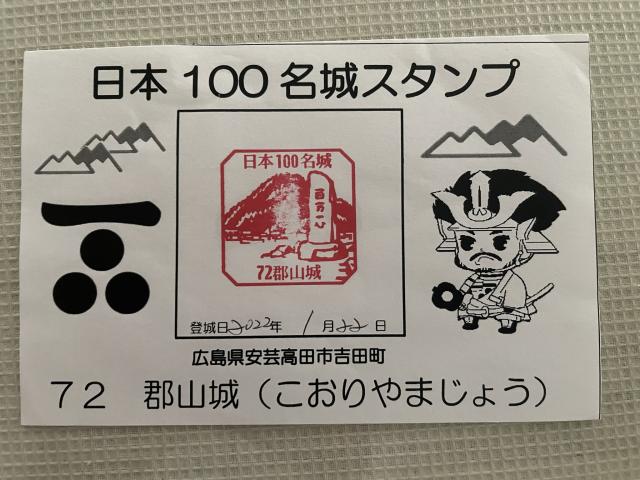 日本100名城スタンプ
日本100名城
百万一心
72郡山城
登城日2022年 1月22日
広島県安芸高田市吉田町
72 郡山城（こおりやまじょう）